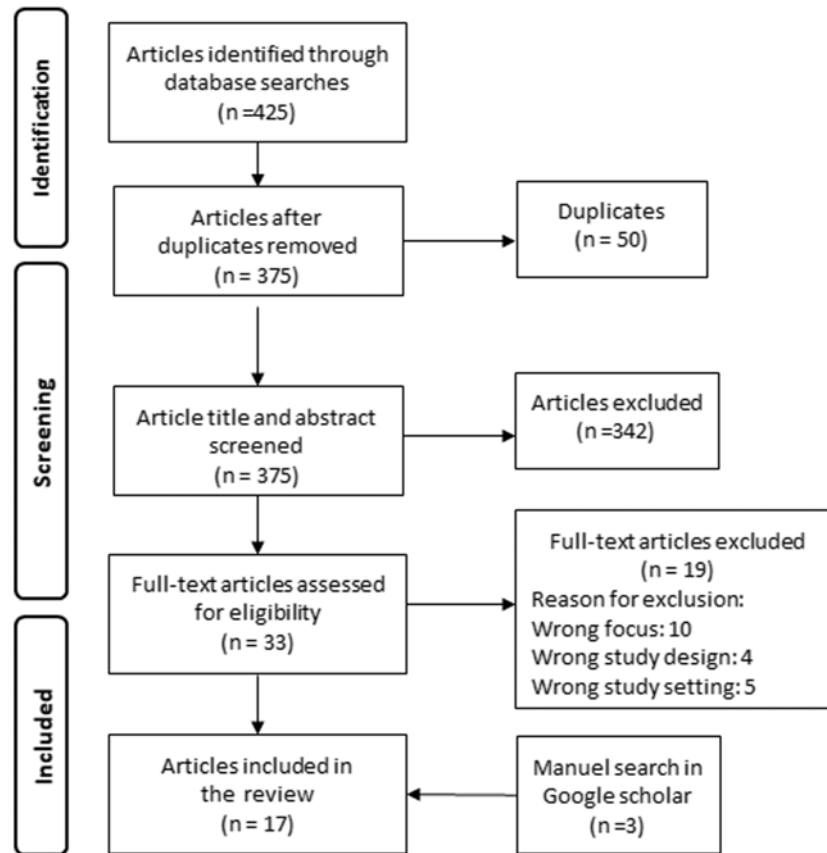 Identification
Articles identified through
database searches
(n =425)
Articles after
duplicates removed
(n = 375)
Duplicates
(n = 50)
Screening
Article title and abstract
screened
(n = 375)
Articles excluded
(n =342)
Full-text articles assessed
for eligibility
(n = 33)
Full-text articles excluded
(n = 19)
Reason for exclusion:
Wrong focus: 10
Wrong study design: 4
Wrong study setting: 5
Included
Articles included in
the review
(n = 17)
Manuel search in
Google scholar
(n =3)